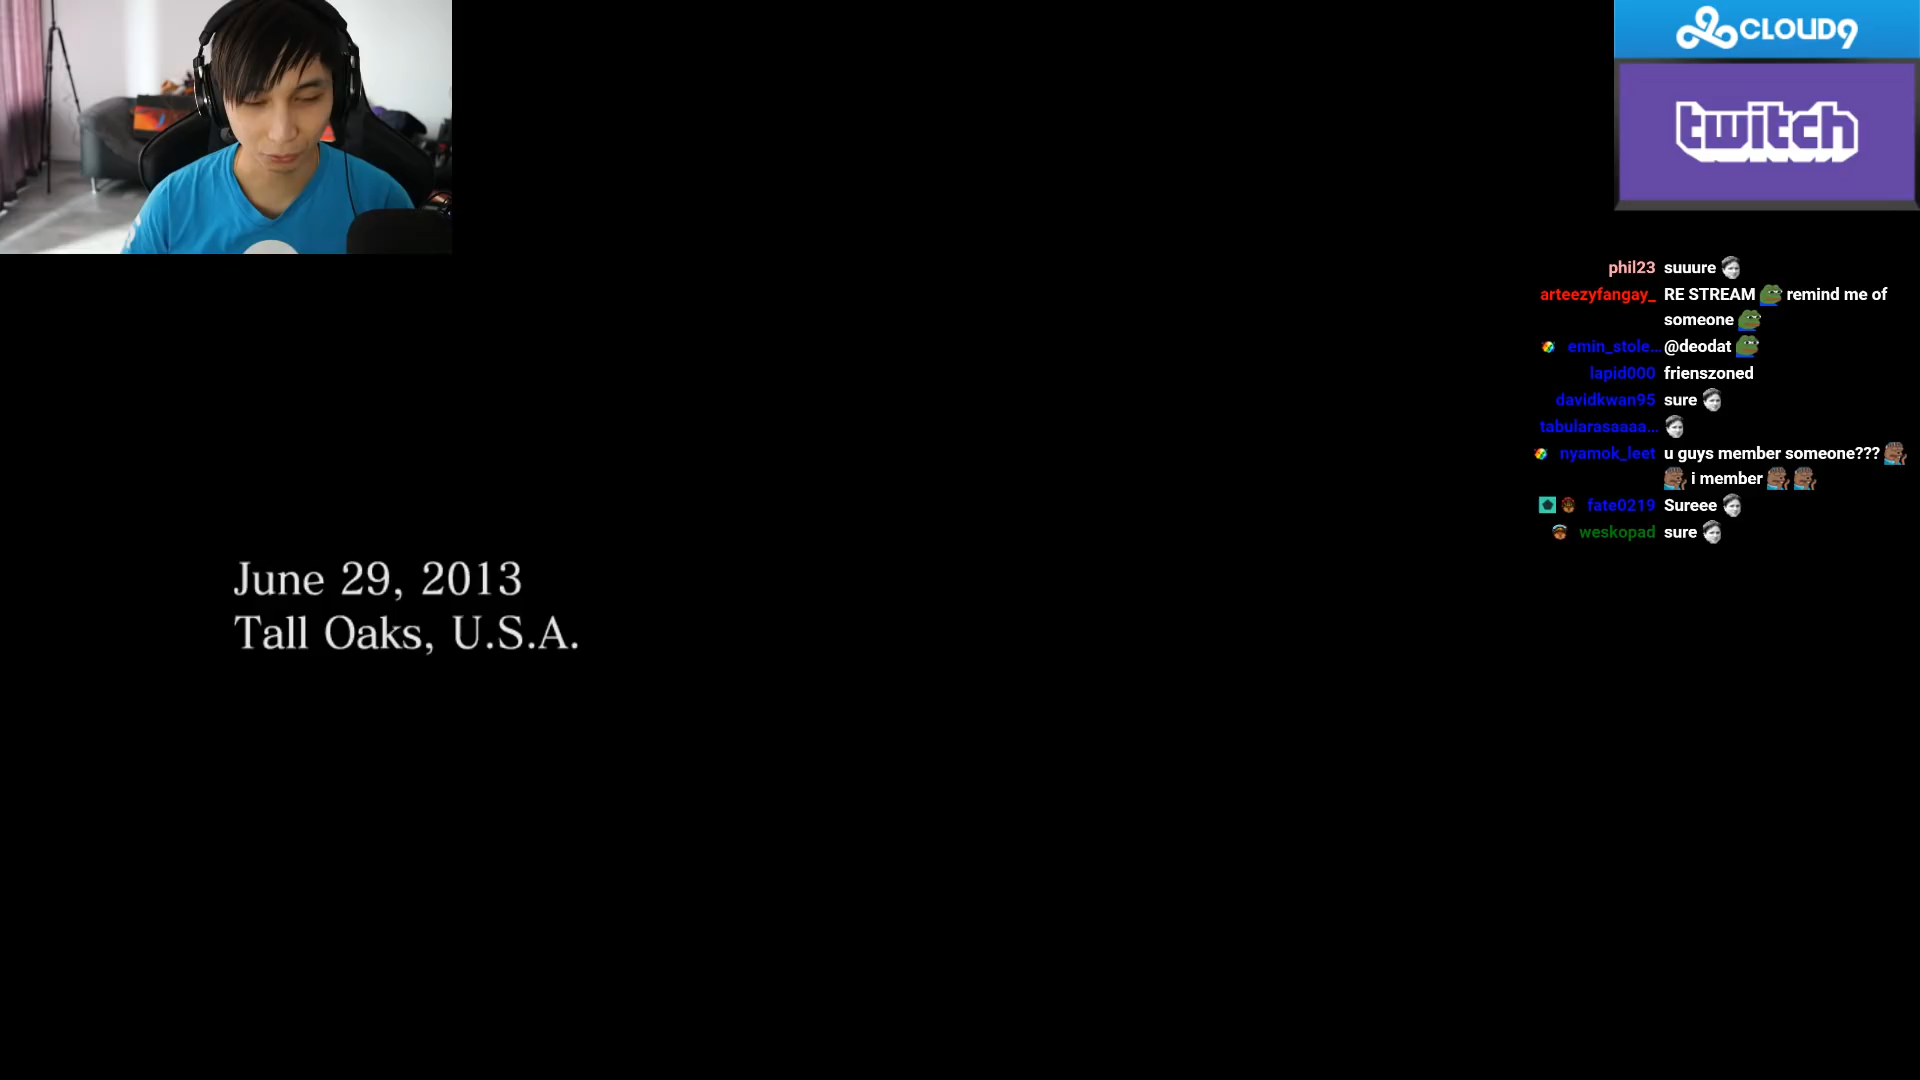 CLOUD9
twitch
phil23 suuure
arteezyfangay_ RE STREAM remind me of
someone
emin_stole... @deodat
lapid000 frienszoned
davidkwan95 sure
tabularasaaaa...
nyamok_leet u guys member someone???
i member
fate0219 Sureee
weskopad sure
June 29, 2013
Tall Oaks, U.S.A.